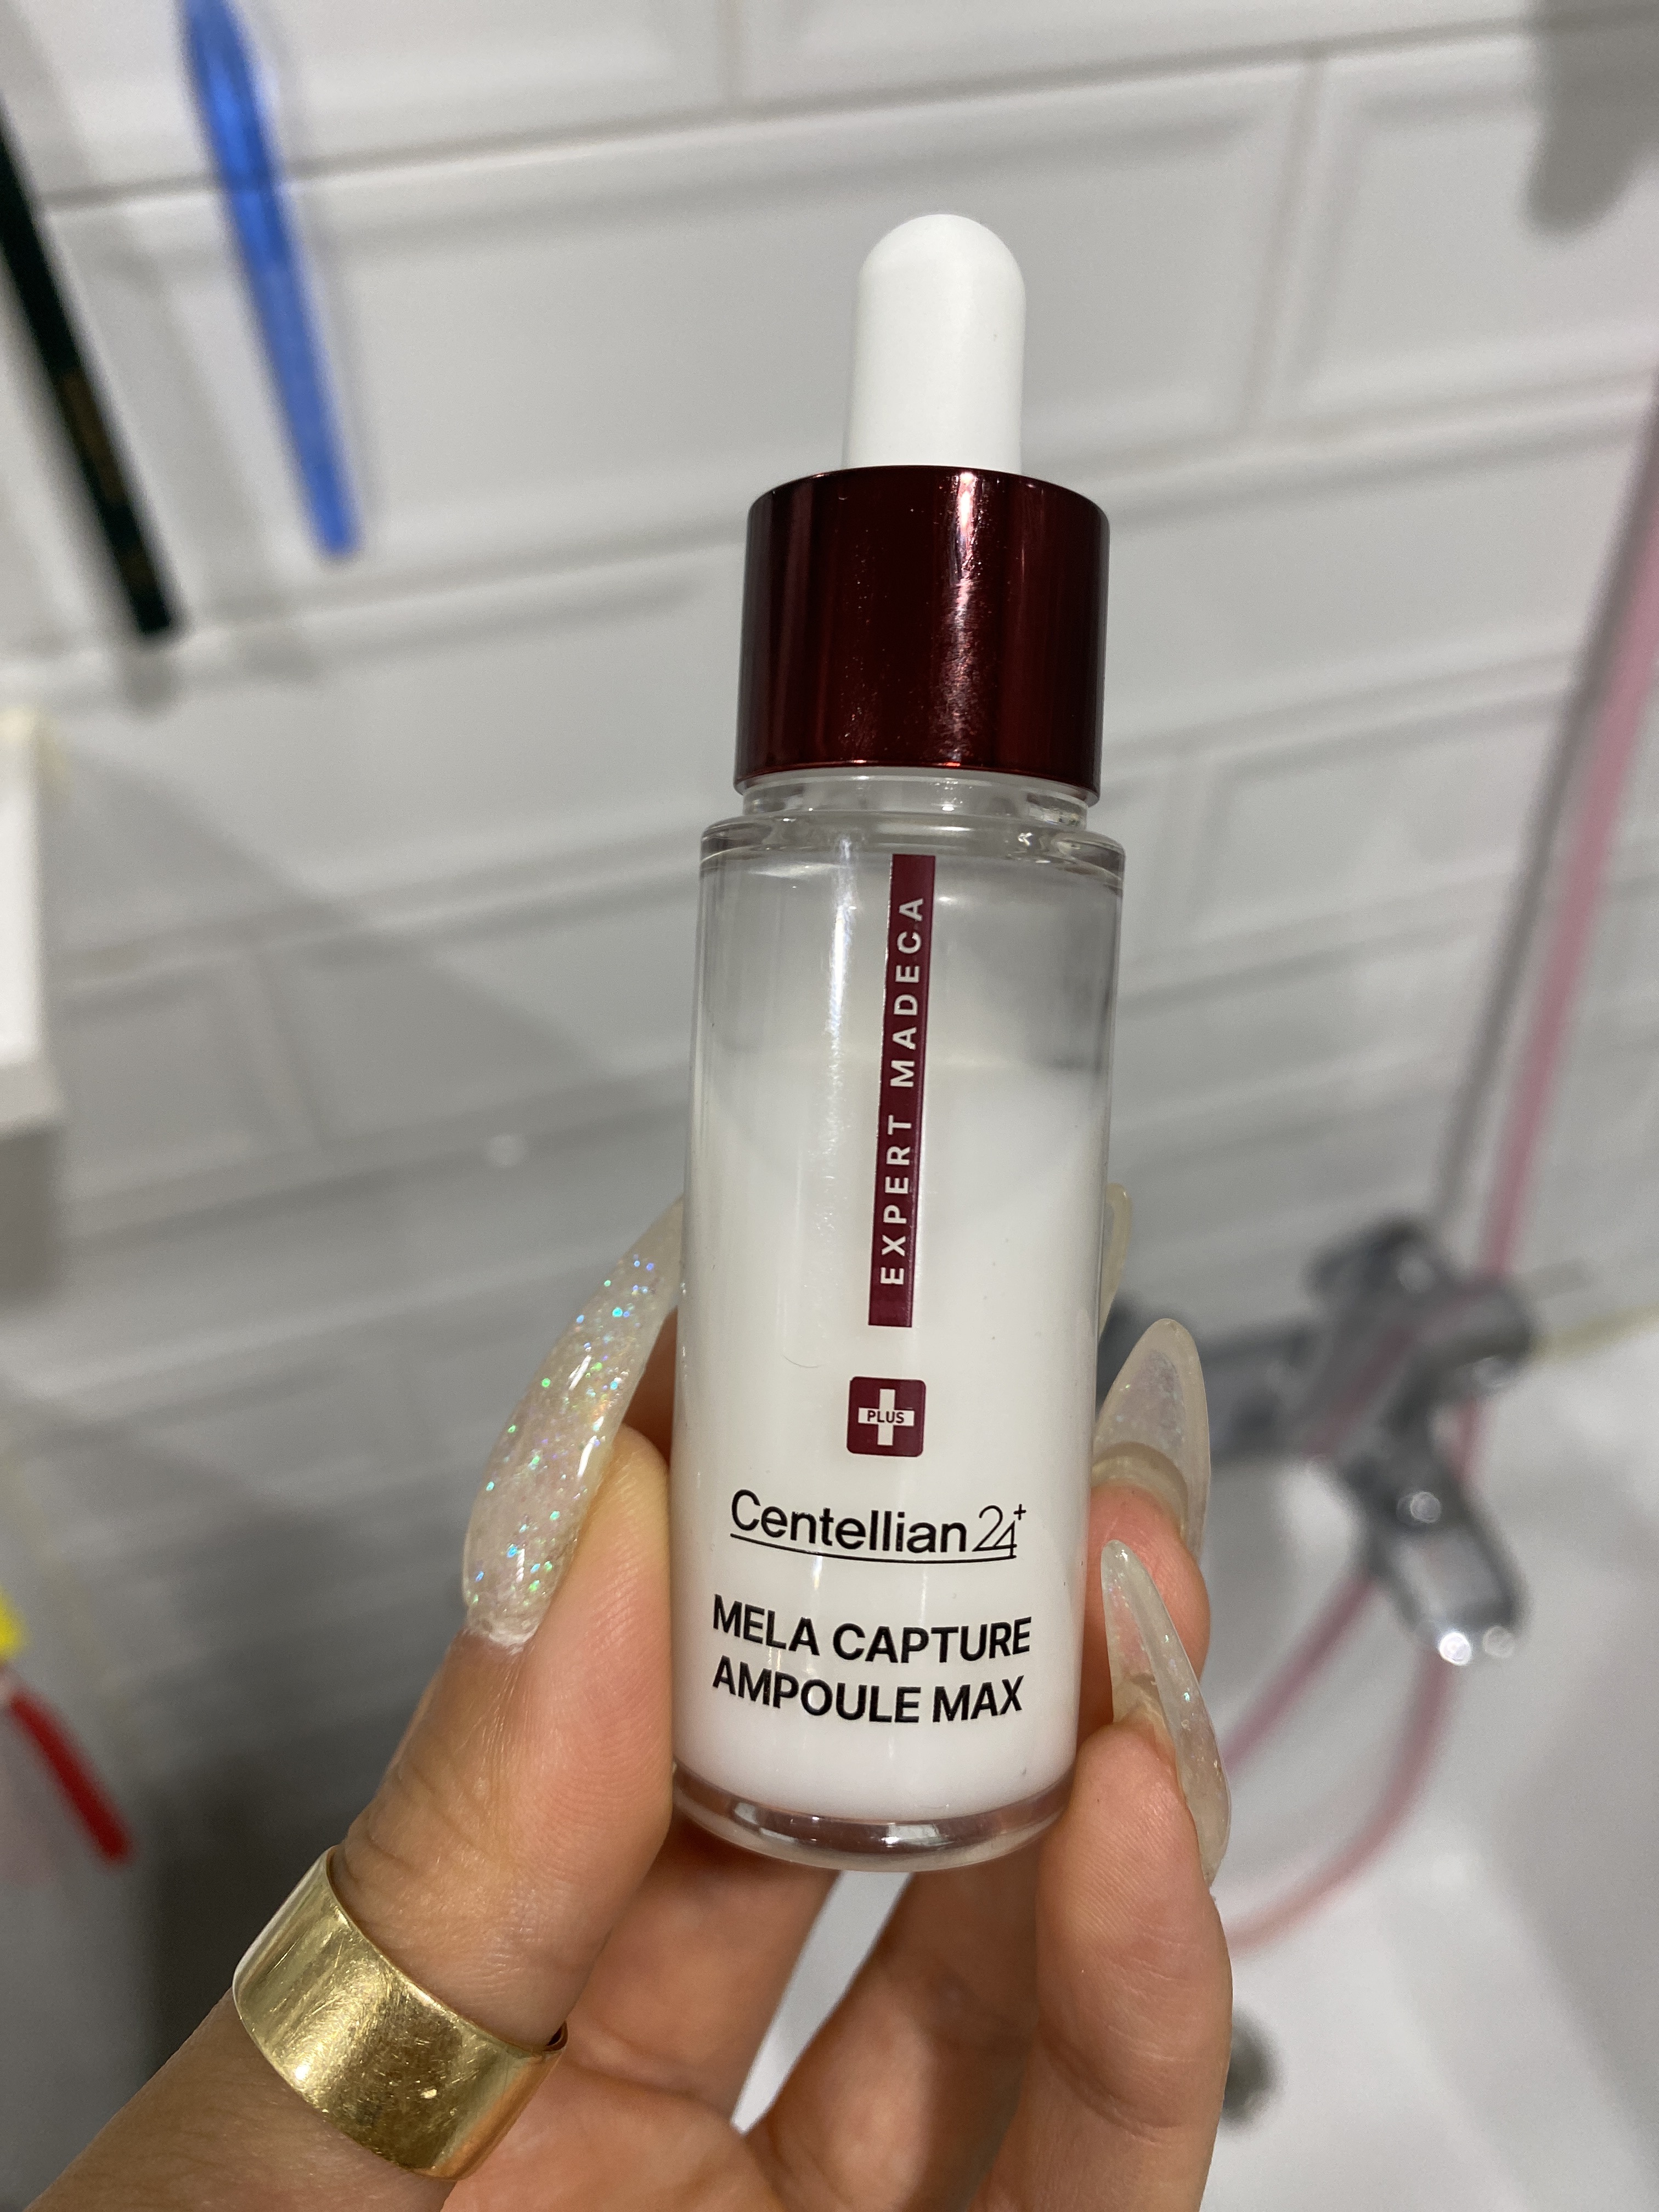 EXPERT MADECA
PLUS
Centellian24+
MELA CAPTURE
AMPOULE MAX